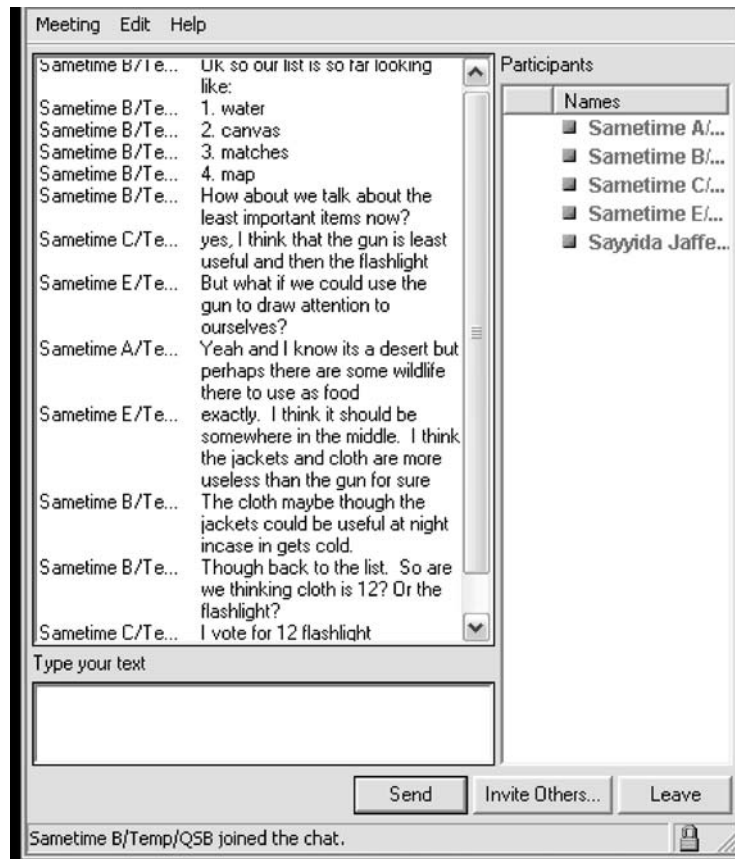 Meeting Edit Help
Sametime B/Te... Ok so our list is so far looking
like:
Sametime B/Te... 1. water
Sametime B/Te... 2. canvas
Sametime B/Te... 3. matches
Sametime B/Te... 4. map
Sametime B/Te... How about we talk about the
least important items now?
Sametime C/Te... yes, I think that the gun is least
useful and then the flashlight
Sametime E/Te... But what if we could use the
gun to draw attention to
ourselves?
Sametime A/Te... Yeah and I know its a desert but
perhaps there are some wildlife
there to use as food
Sametime E/Te... exactly. I think it should be
somewhere in the middle. I think
the jackets and cloth are more
useless than the gun for sure
Sametime B/Te... The cloth maybe though the
jackets could be useful at night
incase in gets cold.
Sametime B/Te... Though back to the list. So are
we thinking cloth is 12? Or the
flashlight?
Sametime C/Te... I vote for 12 flashlight
Participants
Names
Sametime A/...
Sametime B/...
Sametime C/...
Sametime E/...
Sayyida Jaffe...
Type your text
Send Invite Others... Leave
Sametime B/Temp/QSB joined the chat.